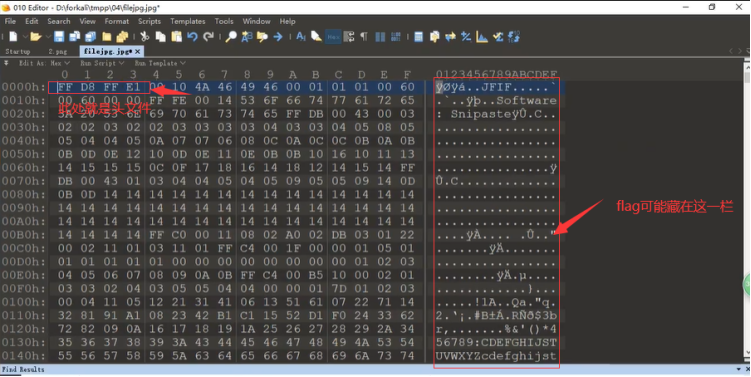 010 Editor - D:\forkali\tmpp\04\filejpg.jpg*
File Edit Search View Format Scripts Templates Tools Window Help
Startup 2.png filejpg.jpg*
Edit As: Hex Run Script Run Template
0 1 2 3 4 5 6 7 8 9 A B C D E F 0123456789ABCDEF
0000h: FF D8 FF E1 00 10 4A 46 49 46 00 01 01 01 00 60 ÿØÿá..JFIF.....`
此处就是头文件
0010h: 00 60 00 00 FF FE 00 14 53 6F 66 74 77 61 72 65 .`..ÿþ..Software
0020h: 3A 20 53 6E 69 70 61 73 74 65 FF DB 00 43 00 03 : SnipasteÿÛ.C..
0030h: 02 02 03 02 02 03 03 03 03 04 03 03 04 05 08 05 ................
0040h: 05 04 04 05 0A 07 07 06 08 0C 0A 0C 0C 0B 0A 0B ................
0050h: 0B 0D 0E 12 10 0D 0E 11 0E 0B 0B 10 16 10 11 13 ................
0060h: 14 15 15 15 0C 0F 17 18 16 14 18 12 14 15 14 FF ...............ÿ
0070h: DB 00 43 01 03 04 04 05 04 05 09 05 05 09 14 0D Û.C.............
0080h: 0B 0D 14 14 14 14 14 14 14 14 14 14 14 14 14 14 ................
0090h: 14 14 14 14 14 14 14 14 14 14 14 14 14 14 14 14 ................
00A0h: 14 14 14 14 14 14 14 14 14 14 14 14 14 14 14 14 ................
flag可能藏在这一栏
00B0h: 14 14 14 14 FF C0 00 11 08 02 A0 02 DB 03 01 22 ....ÿÀ.... .Û.."
00C0h: 00 02 11 01 03 11 01 FF C4 00 1F 00 00 01 05 01 .......ÿÄ.......
00D0h: 01 01 01 01 01 00 00 00 00 00 00 00 00 01 02 03 ................
00E0h: 04 05 06 07 08 09 0A 0B FF C4 00 B5 10 00 02 01 ........ÿÄ.µ....
00F0h: 03 03 02 04 03 05 05 04 04 00 00 01 7D 01 02 03 ............}...
0100h: 00 04 11 05 12 21 31 41 06 13 51 61 07 22 71 14 .....!1A..Qa."q.
0110h: 32 81 91 A1 08 23 42 B1 C1 15 52 D1 F0 24 33 62 2.‘¡.#B±Á.RÑð$3b
0120h: 72 82 09 0A 16 17 18 19 1A 25 26 27 28 29 2A 34 r‚.......%&'()*4
0130h: 35 36 37 38 39 3A 43 44 45 46 47 48 49 4A 53 54 56789:CDEFGHIJST
0140h: 55 56 57 58 59 5A 63 64 65 66 67 68 69 6A 73 74 UVWXYZcdefghijst
Find Results